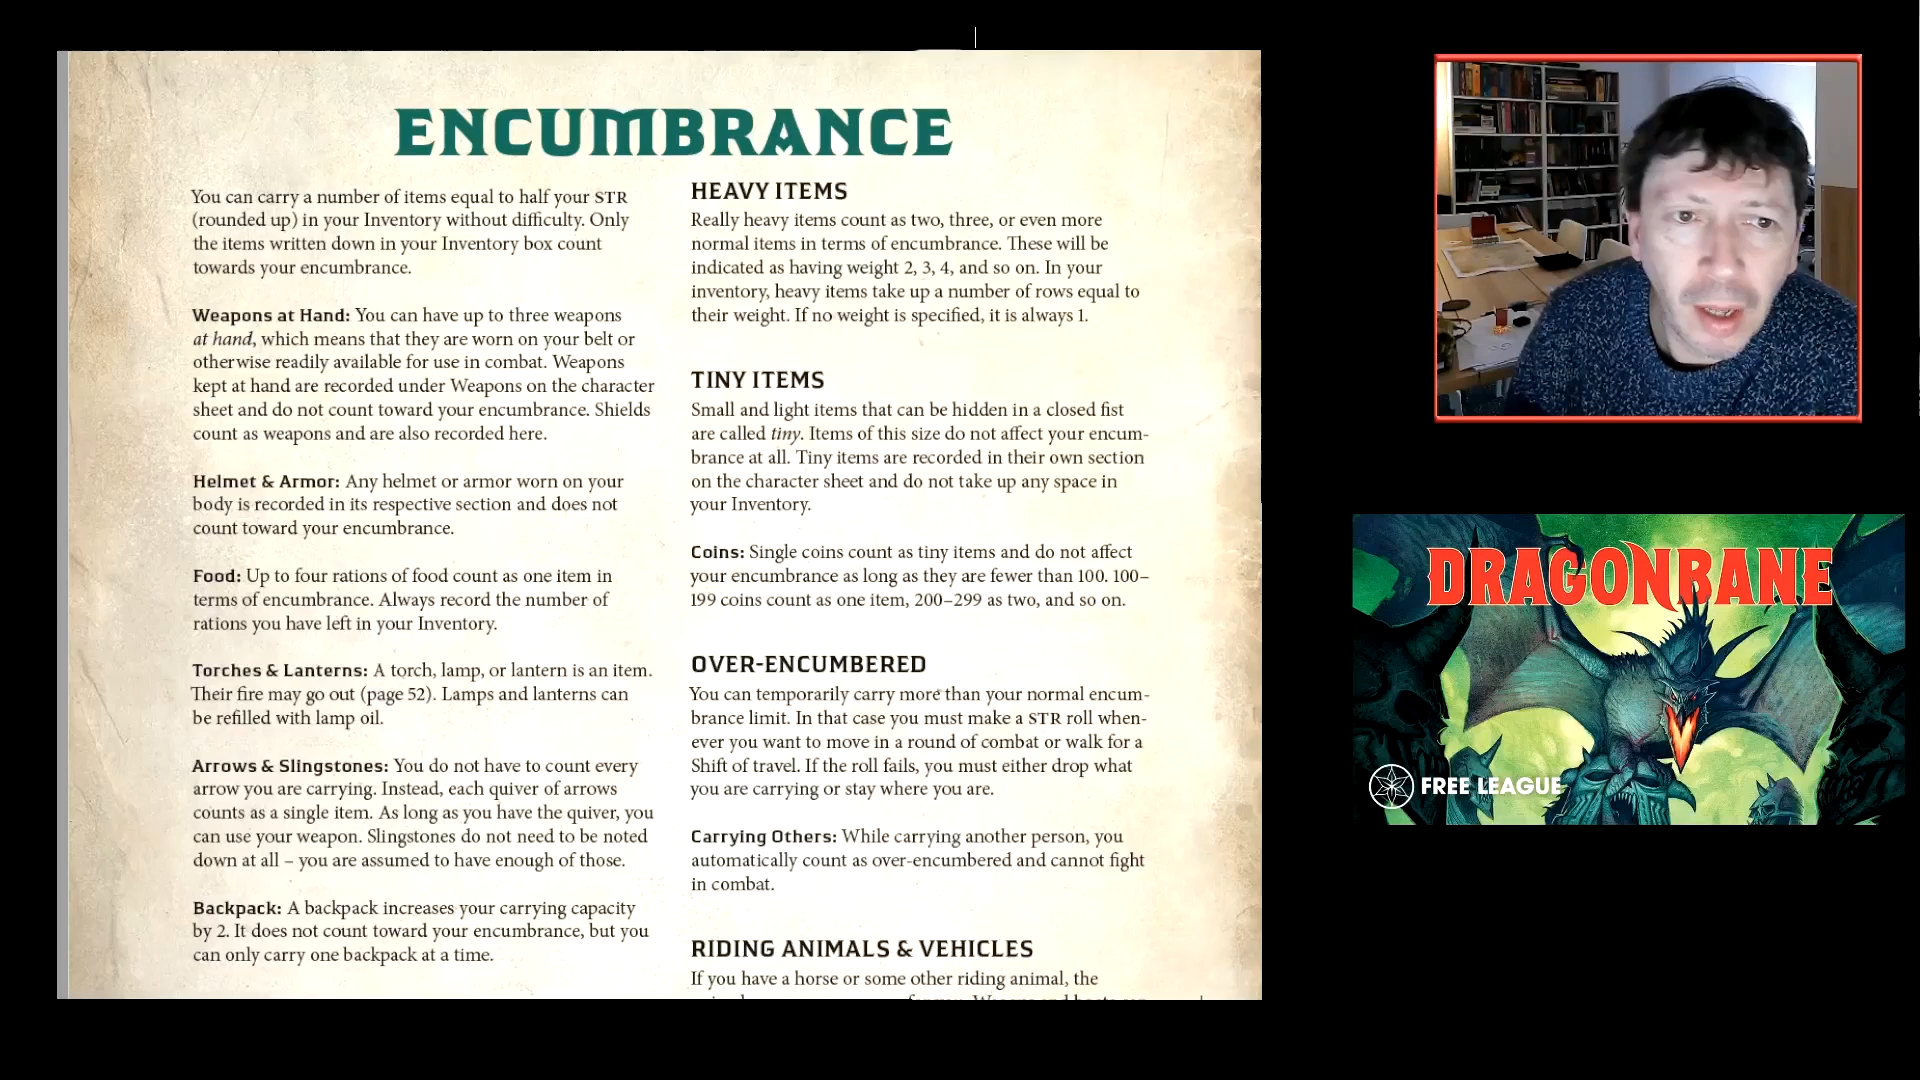 ENCUMBRANCE
You can carry a number of items equal to half your STR
(rounded up) in your Inventory without difficulty. Only
the items written down in your Inventory box count
towards your encumbrance.
Weapons at Hand: You can have up to three weapons
at hand, which means that they are worn on your belt or
otherwise readily available for use in combat. Weapons
kept at hand are recorded under Weapons on the character
sheet and do not count toward your encumbrance. Shields
count as weapons and are also recorded here.
Helmet & Armor: Any helmet or armor worn on your
body is recorded in its respective section and does not
count toward your encumbrance.
Food: Up to four rations of food count as one item in
terms of encumbrance. Always record the number of
rations you have left in your Inventory.
Torches & Lanterns: A torch, lamp, or lantern is an item.
Their fire may go out (page 52). Lamps and lanterns can
be refilled with lamp oil.
Arrows & Slingstones: You do not have to count every
arrow you are carrying. Instead, each quiver of arrows
counts as a single item. As long as you have the quiver, you
can use your weapon. Slingstones do not need to be noted
down at all – you are assumed to have enough of those.
Backpack: A backpack increases your carrying capacity
by 2. It does not count toward your encumbrance, but you
can only carry one backpack at a time.
HEAVY ITEMS
Really heavy items count as two, three, or even more
normal items in terms of encumbrance. These will be
indicated as having weight 2, 3, 4, and so on. In your
inventory, heavy items take up a number of rows equal to
their weight. If no weight is specified, it is always 1.
TINY ITEMS
Small and light items that can be hidden in a closed fist
are called tiny. Items of this size do not affect your encum-
brance at all. Tiny items are recorded in their own section
on the character sheet and do not take up any space in
your Inventory.
Coins: Single coins count as tiny items and do not affect
your encumbrance as long as they are fewer than 100. 100–
199 coins count as one item, 200–299 as two, and so on.
OVER-ENCUMBERED
You can temporarily carry more than your normal encum-
brance limit. In that case you must make a STR roll when-
ever you want to move in a round of combat or walk for a
Shift of travel. If the roll fails, you must either drop what
you are carrying or stay where you are.
Carrying Others: While carrying another person, you
automatically count as over-encumbered and cannot fight
in combat.
RIDING ANIMALS & VEHICLES
If you have a horse or some other riding animal, the
DRAGONBANE
FREE LEAGUE